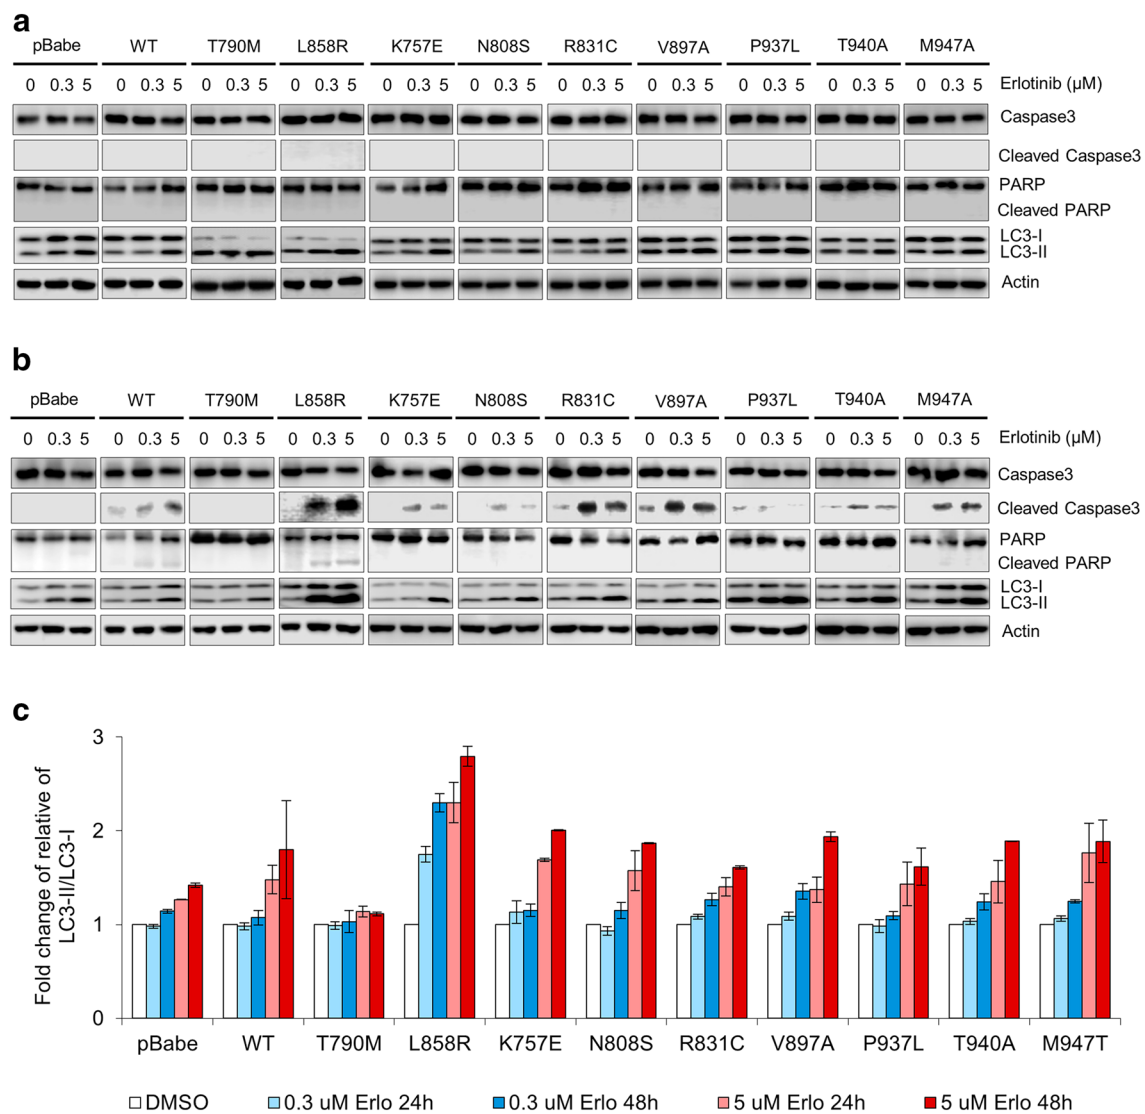 a
pBabe WT T790M L858R K757E N808S R831C V897A P937L T940A M947A
0 0.3 5 0 0.3 5 0 0.3 5 0 0.3 5 0 0.3 5 0 0.3 5 0 0.3 5 0 0.3 5 0 0.3 5 0 0.3 5 0 0.3 5 Erlotinib (µM)
Caspase3
Cleaved Caspase3
PARP
Cleaved PARP
LC3-I
LC3-II
Actin
b
pBabe WT T790M L858R K757E N808S R831C V897A P937L T940A M947A
0 0.3 5 0 0.3 5 0 0.3 5 0 0.3 5 0 0.3 5 0 0.3 5 0 0.3 5 0 0.3 5 0 0.3 5 0 0.3 5 0 0.3 5 Erlotinib (µM)
Caspase3
Cleaved Caspase3
PARP
Cleaved PARP
LC3-I
LC3-II
Actin
c
Fold change of relative of
LC3-II/LC3-I
3
2
1
0
pBabe WT T790M L858R K757E N808S R831C V897A P937L T940A M947T
DMSO 0.3 uM Erlo 24h 0.3 uM Erlo 48h 5 uM Erlo 24h 5 uM Erlo 48h